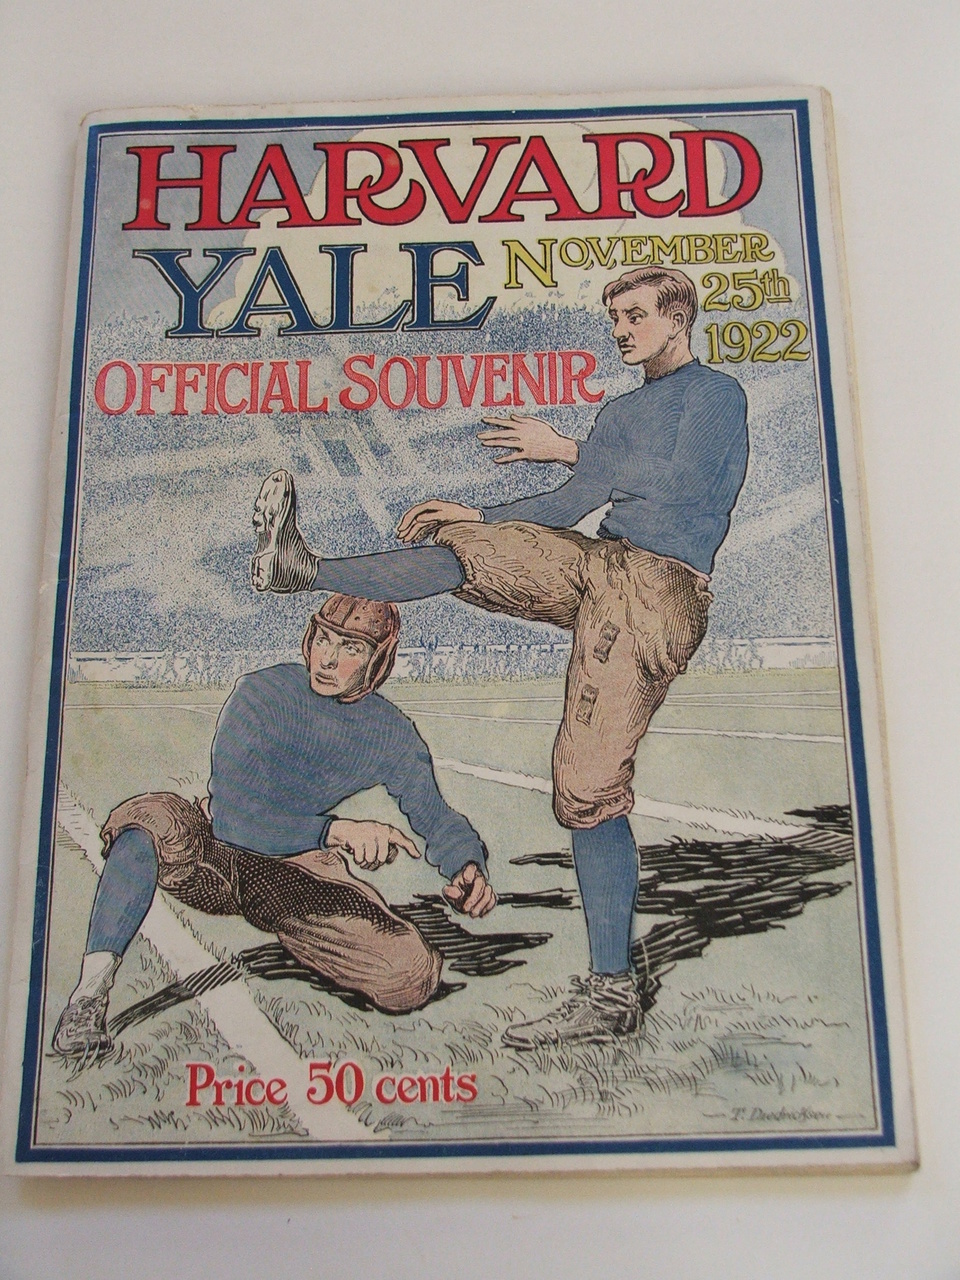 HARVARD
YALE
NOVEMBER
25th
1922
OFFICIAL SOUVENIR
Price 50 cents